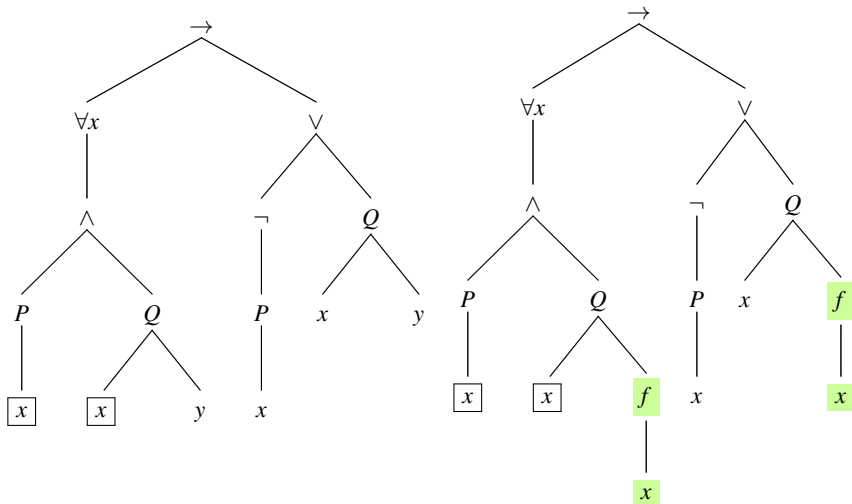 → →
∀x ∨ ∀x ∨
∧ ¬ Q ∧ ¬ Q
P Q P x y P Q P x f
x x y x x x f x x
x